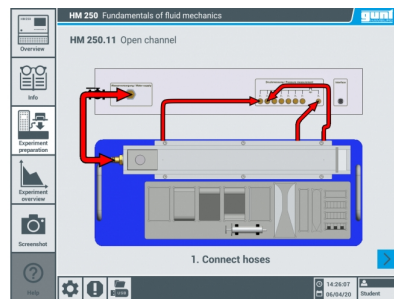 HM 250 Fundamentals of fluid mechanics
gunt
Overview
HM 250.11 Open channel
Info
Experiment preparation
Experiment overview
Screenshot
Help
1. Connect hoses
14:26:07
06/04/20
Student